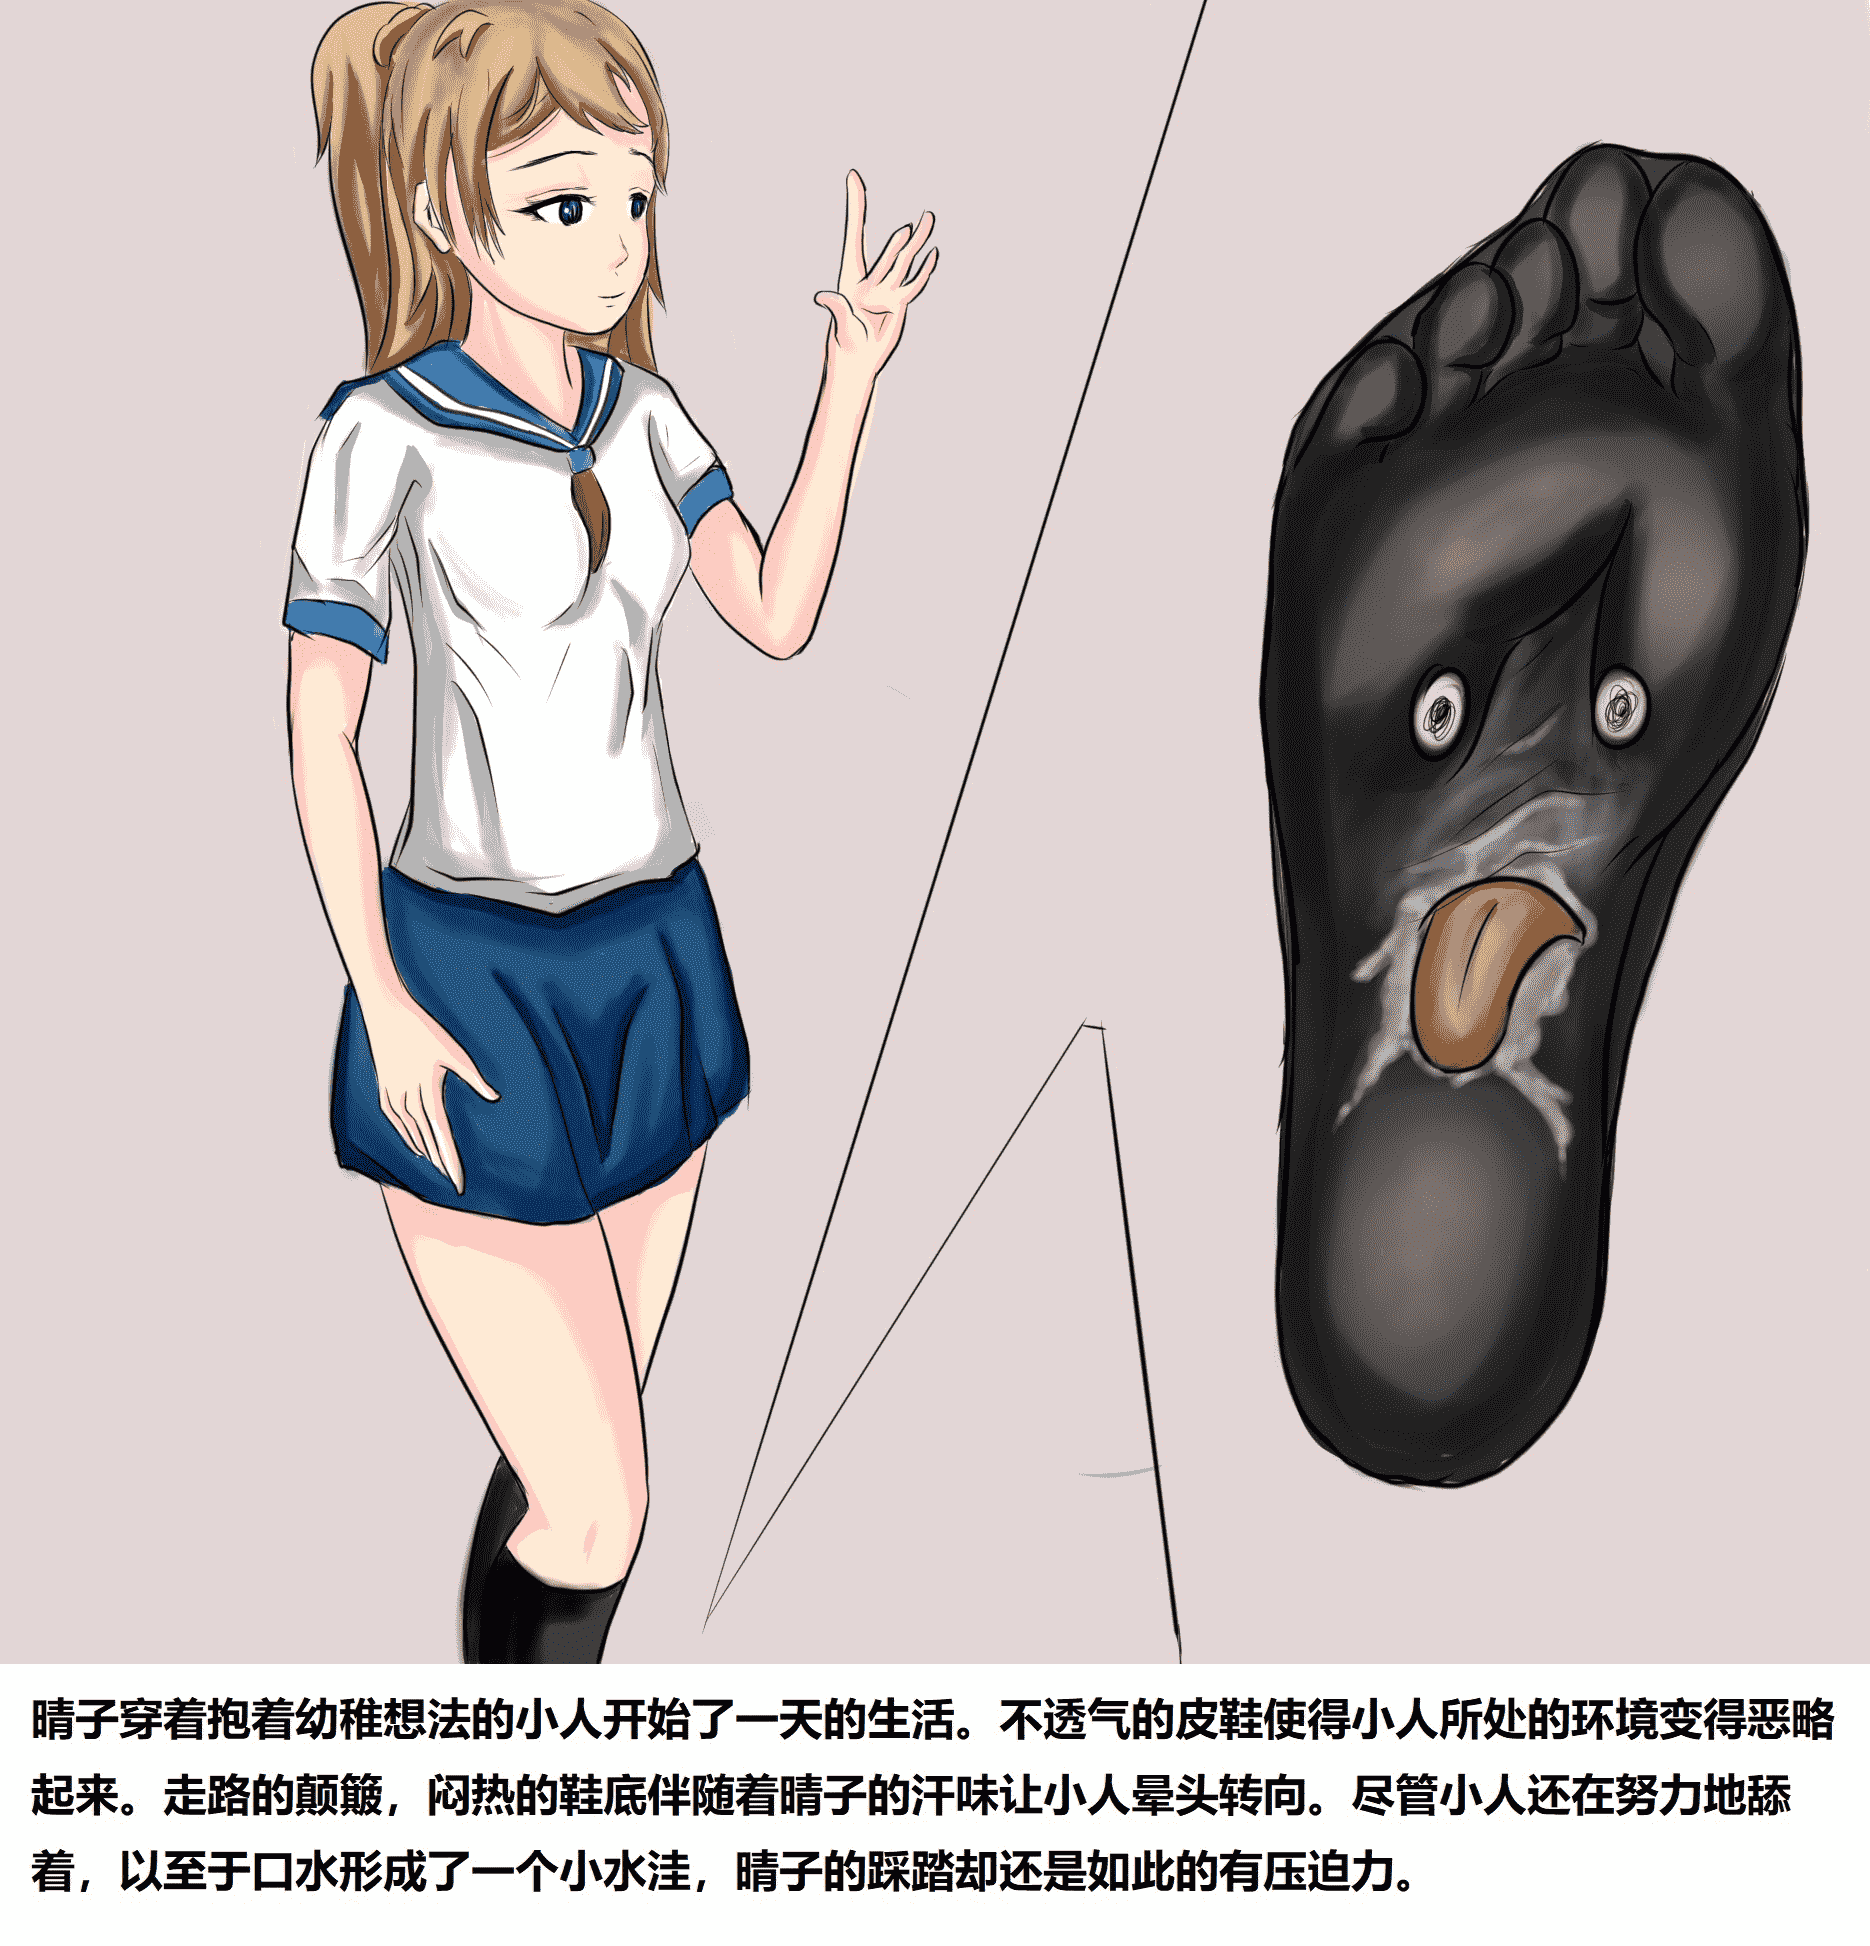 晴子穿着抱着幼稚想法的小人开始了一天的生活。不透气的皮鞋使得小人所处的环境变得恶略
起来。走路的颠簸，闷热的鞋底伴随着晴子的汗味让小人晕头转向。尽管小人还在努力地舔
着，以至于口水形成了一个小水洼，晴子的踩踏却还是如此的有压迫力。